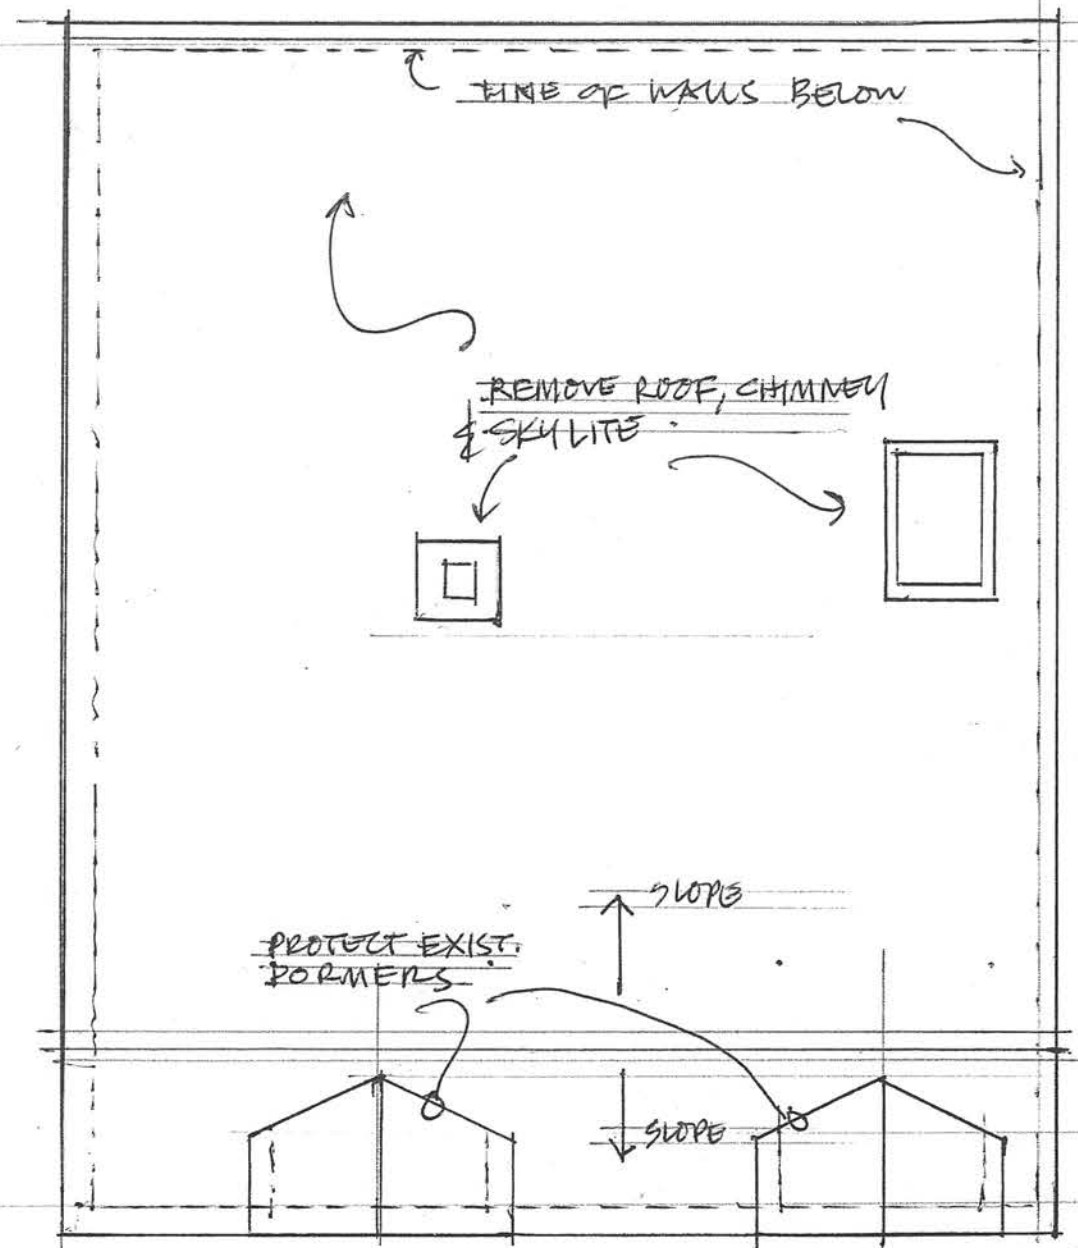 LINE OF WALLS BELOW
REMOVE ROOF, CHIMNEY
& SKYLITE
SLOPE
PROTECT EXIST.
DORMERS
SLOPE